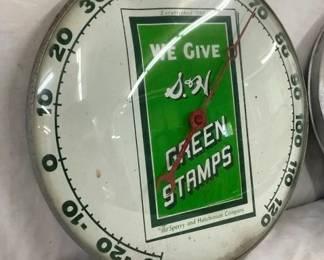 Established 1896
WE GIVE
S&H
GREEN
STAMPS
The Sperry and Hutchinson Company
-20
-10
0
10
20
30
70
80
90
100
110
120